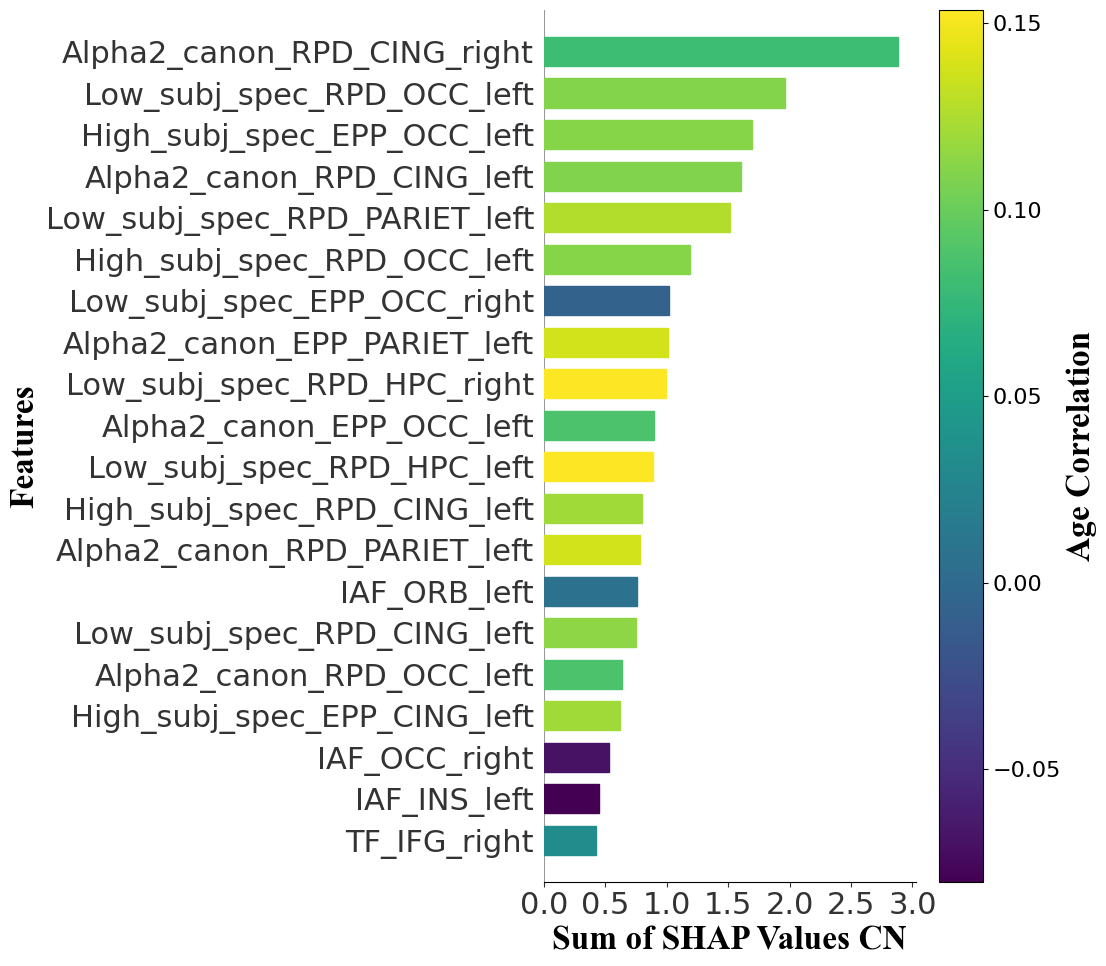 Features
Alpha2_canon_RPD_CING_right
Low_subj_spec_RPD_OCC_left
High_subj_spec_EPP_OCC_left
Alpha2_canon_RPD_CING_left
Low_subj_spec_RPD_PARIET_left
High_subj_spec_RPD_OCC_left
Low_subj_spec_EPP_OCC_right
Alpha2_canon_EPP_PARIET_left
Low_subj_spec_RPD_HPC_right
Alpha2_canon_EPP_OCC_left
Low_subj_spec_RPD_HPC_left
High_subj_spec_RPD_CING_left
Alpha2_canon_RPD_PARIET_left
IAF_ORB_left
Low_subj_spec_RPD_CING_left
Alpha2_canon_RPD_OCC_left
High_subj_spec_EPP_CING_left
IAF_OCC_right
IAF_INS_left
TF_IFG_right
0.0 0.5 1.0 1.5 2.0 2.5 3.0
Sum of SHAP Values CN
0.15
0.10
0.05
0.00
−0.05
Age Correlation